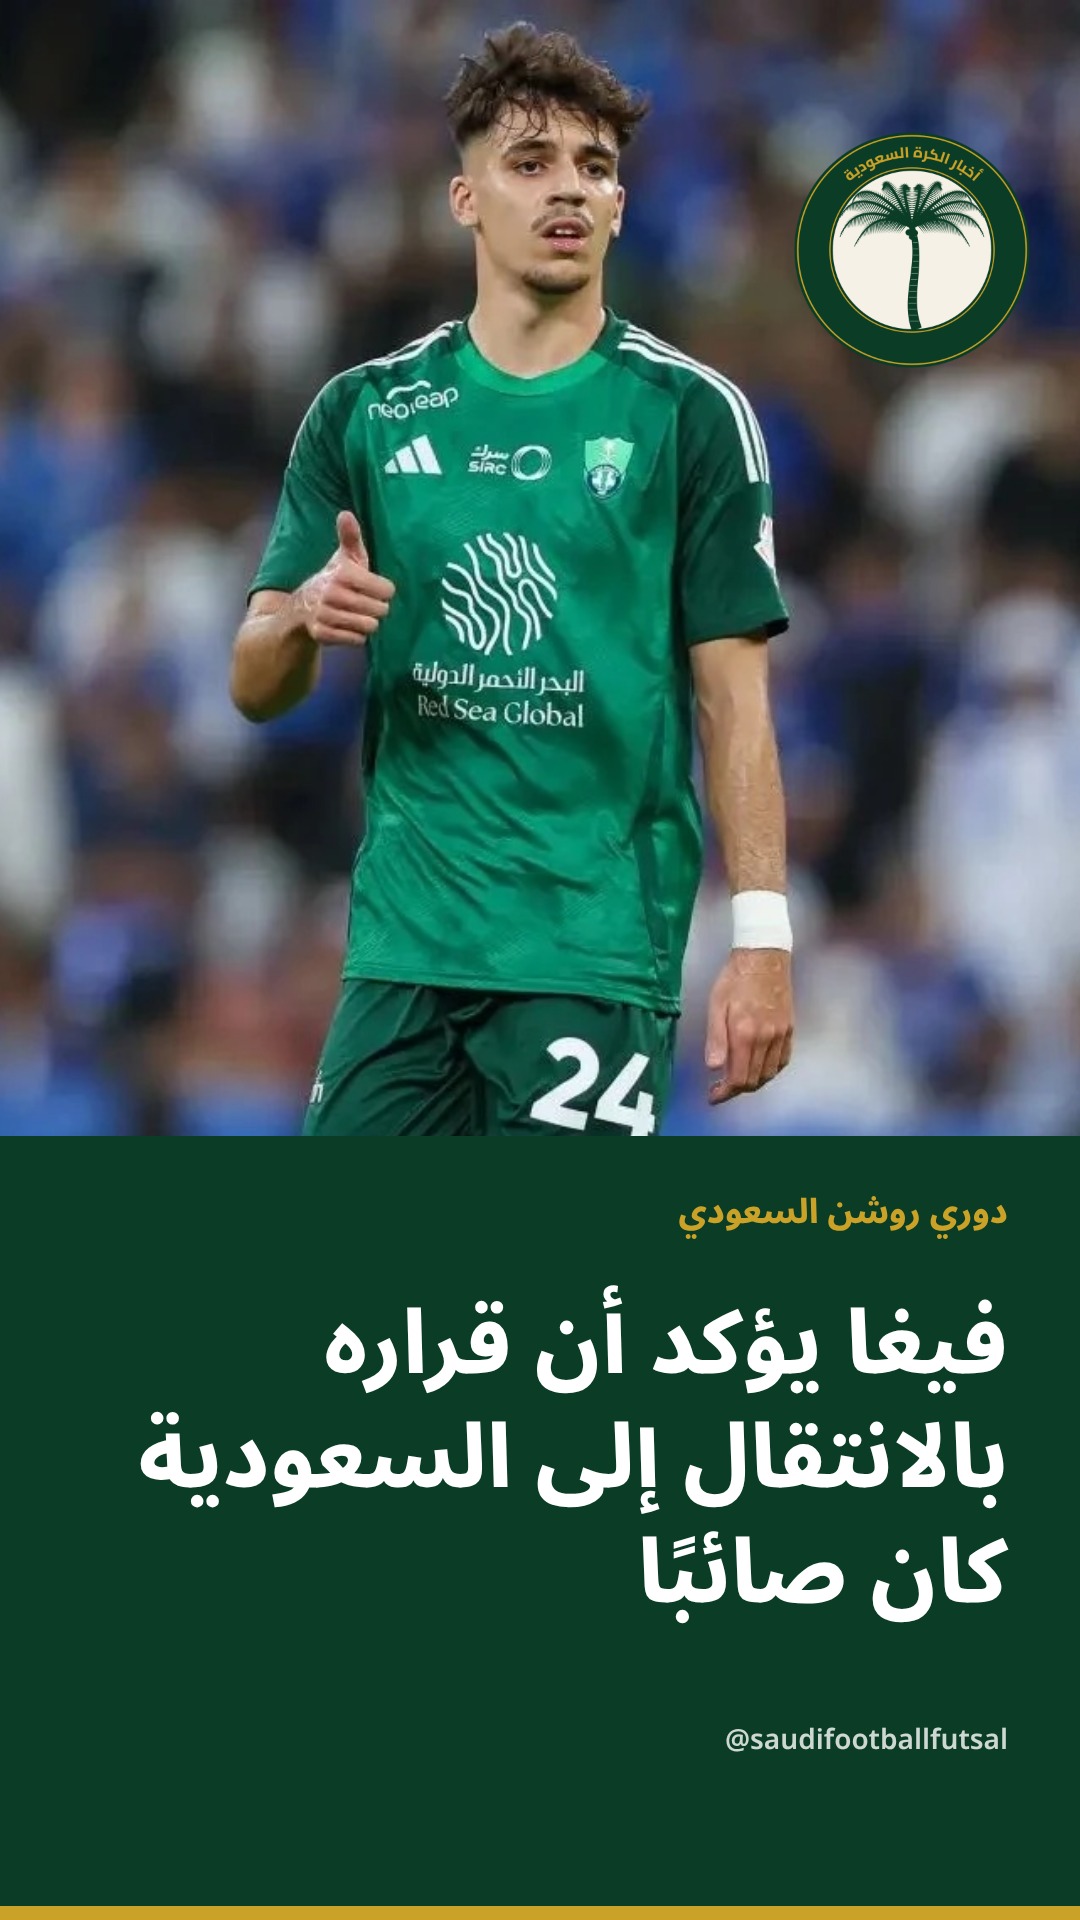 أخبار الكرة السعودية
neoleap
سرك
SIRC
البحر الأحمر الدولية
Red Sea Global
24
دوري روشن السعودي
فيغا يؤكد أن قراره
بالانتقال إلى السعودية
كان صائبًا
@saudifootballfutsal